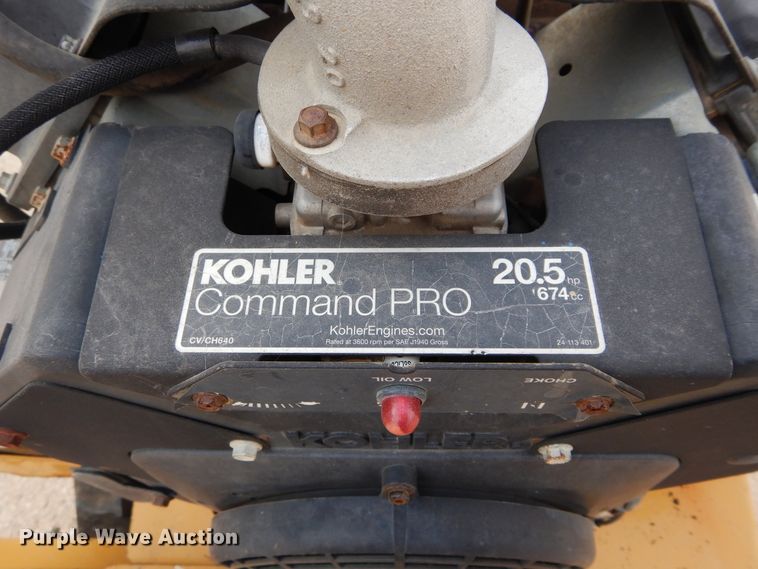 KOHLER
20.5 hp
Command PRO
674 cc
KohlerEngines.com
CV/CH640
Rated at 3600 rpm per SAE J1940 Gross
24 113 401
LOW OIL
CHOKE
KOHLER
Purple Wave Auction®